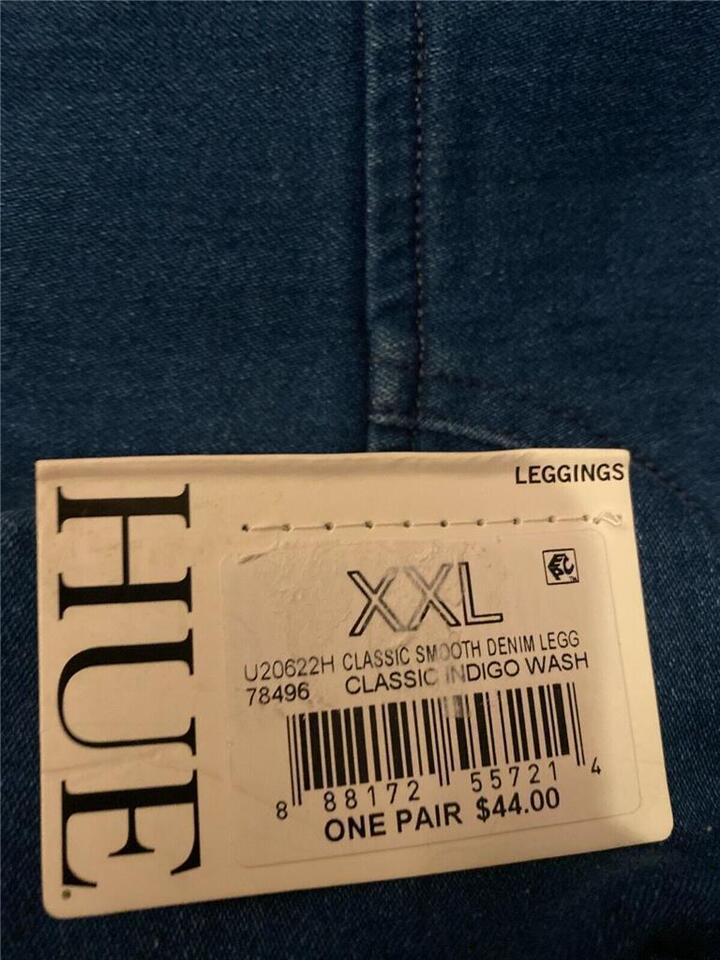 LEGGINGS
HUE
XXL
EPC
U20622H CLASSIC SMOOTH DENIM LEGG
78496 CLASSIC INDIGO WASH
8 88172 55721 4
ONE PAIR $44.00